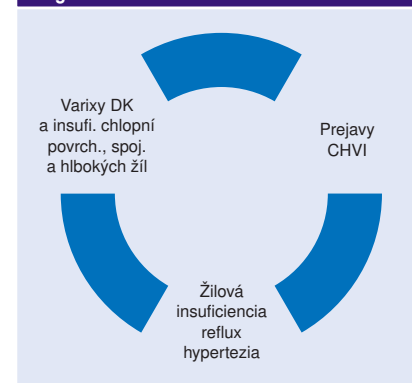 Varixy DK
a insufi. chlopní
povrch., spoj.
a hlbokých žíl
Prejavy
CHVI
Žilová
insuficiencia
reflux
hypertezia